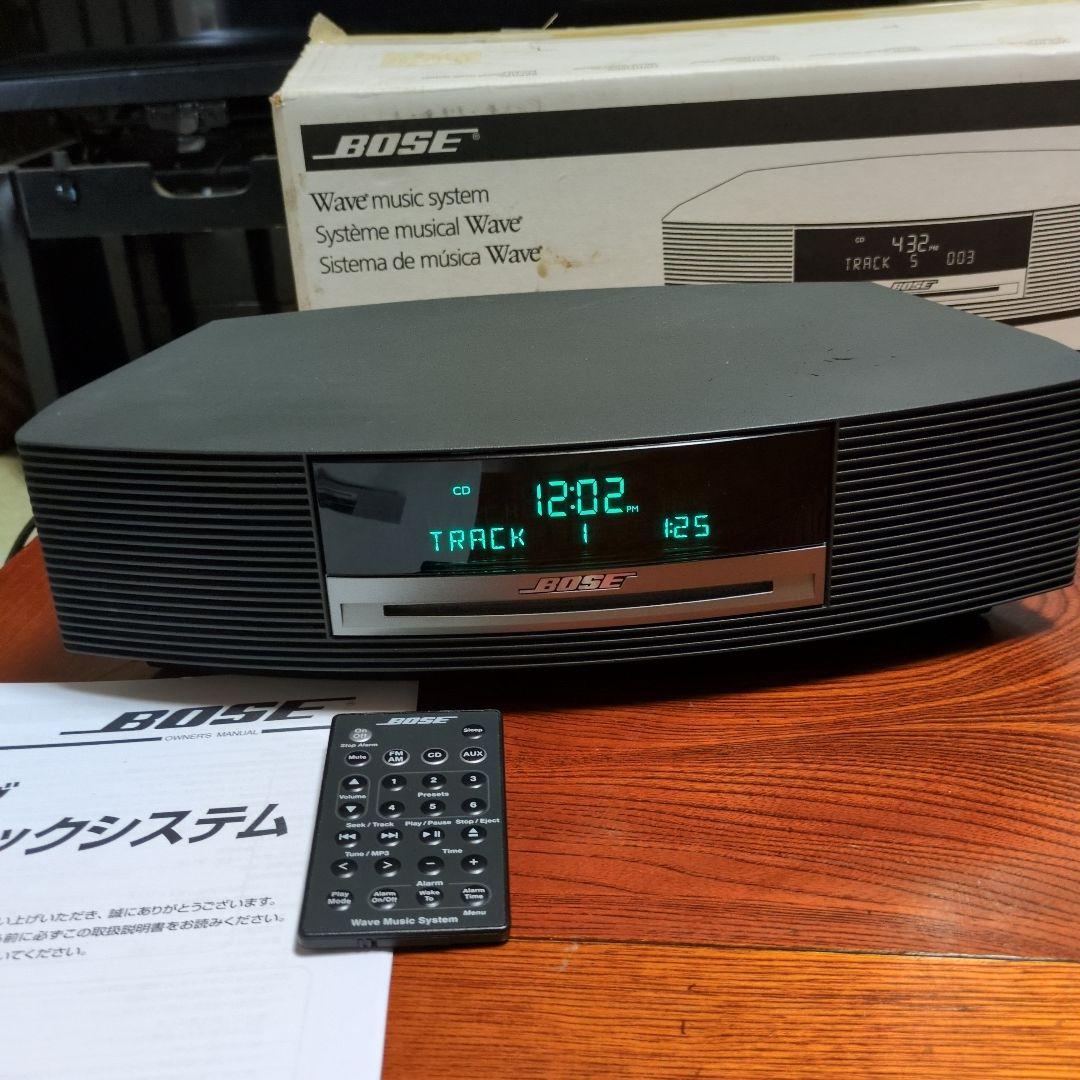 BOSE®
Wave® music system
Système musical Wave®
Sistema de música Wave®
CD 432 PM
TRACK 5 003
BOSE
CD 12:02 PM
TRACK 1 1:25
BOSE
BOSE
OWNER'S MANUAL
ックシステム
い上げいただき、誠にありがとうございます。
前に必ずこの取扱説明書をお読みください。
いてください。
BOSE
On Off
Sleep
Stop Alarm
Mute FM AM CD AUX
1 2 3
Volume Presets
4 5 6
Seek / Track Play / Pause Stop / Eject
Tune / MP3 Time
< > − +
Alarm
Play Mode Alarm On/Off Wake To Alarm Time
Menu
Wave Music System